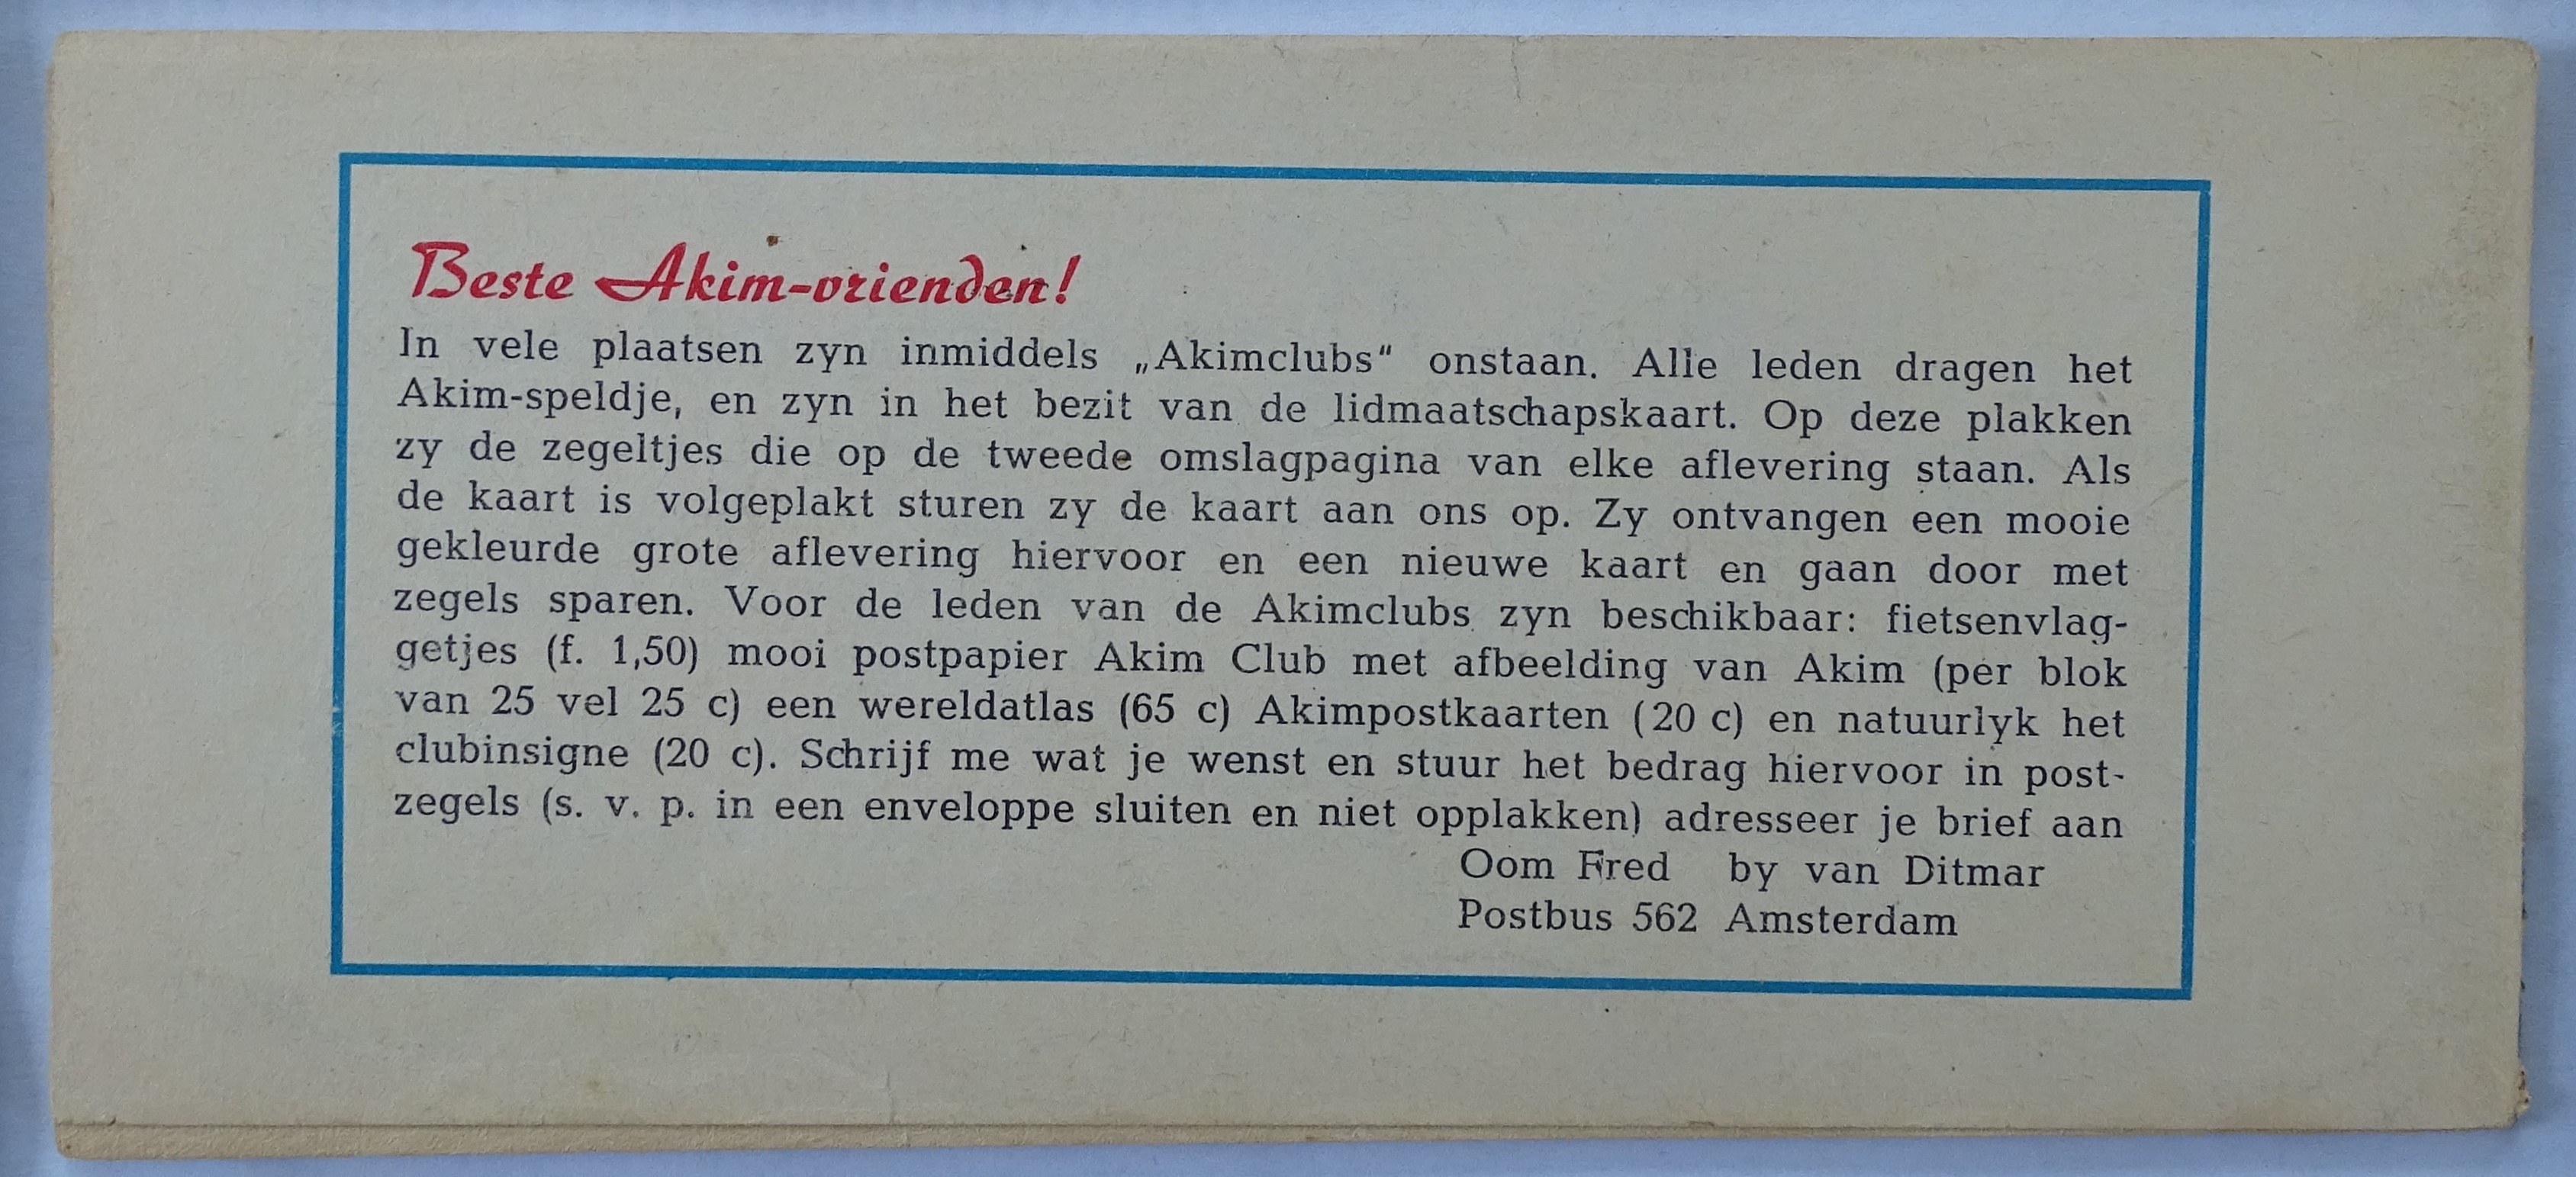 Beste Akim-vrienden!
In vele plaatsen zyn inmiddels „Akimclubs“ onstaan. Alle leden dragen het
Akim-speldje, en zyn in het bezit van de lidmaatschapskaart. Op deze plakken
zy de zegeltjes die op de tweede omslagpagina van elke aflevering staan. Als
de kaart is volgeplakt sturen zy de kaart aan ons op. Zy ontvangen een mooie
gekleurde grote aflevering hiervoor en een nieuwe kaart en gaan door met
zegels sparen. Voor de leden van de Akimclubs zyn beschikbaar: fietsenvlag-
getjes (f. 1,50) mooi postpapier Akim Club met afbeelding van Akim (per blok
van 25 vel 25 c) een wereldatlas (65 c) Akimpostkaarten (20 c) en natuurlyk het
clubinsigne (20 c). Schrijf me wat je wenst en stuur het bedrag hiervoor in post-
zegels (s. v. p. in een enveloppe sluiten en niet opplakken) adresseer je brief aan
Oom Fred by van Ditmar
Postbus 562 Amsterdam